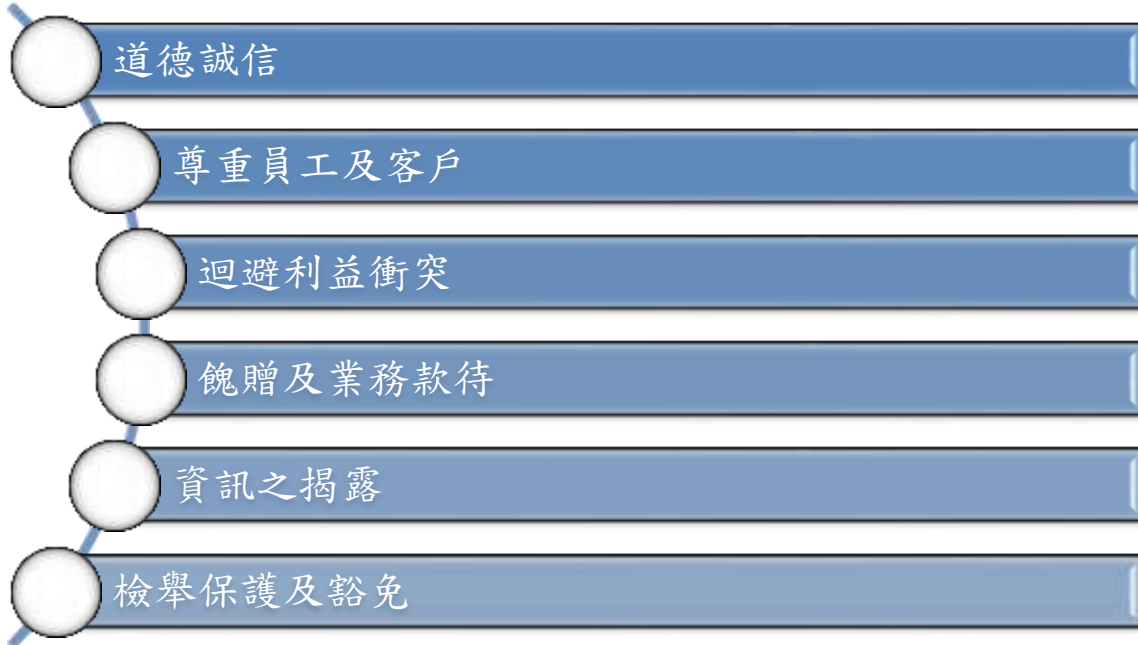 道德誠信
尊重員工及客戶
迴避利益衝突
餽贈及業務款待
資訊之揭露
檢舉保護及豁免